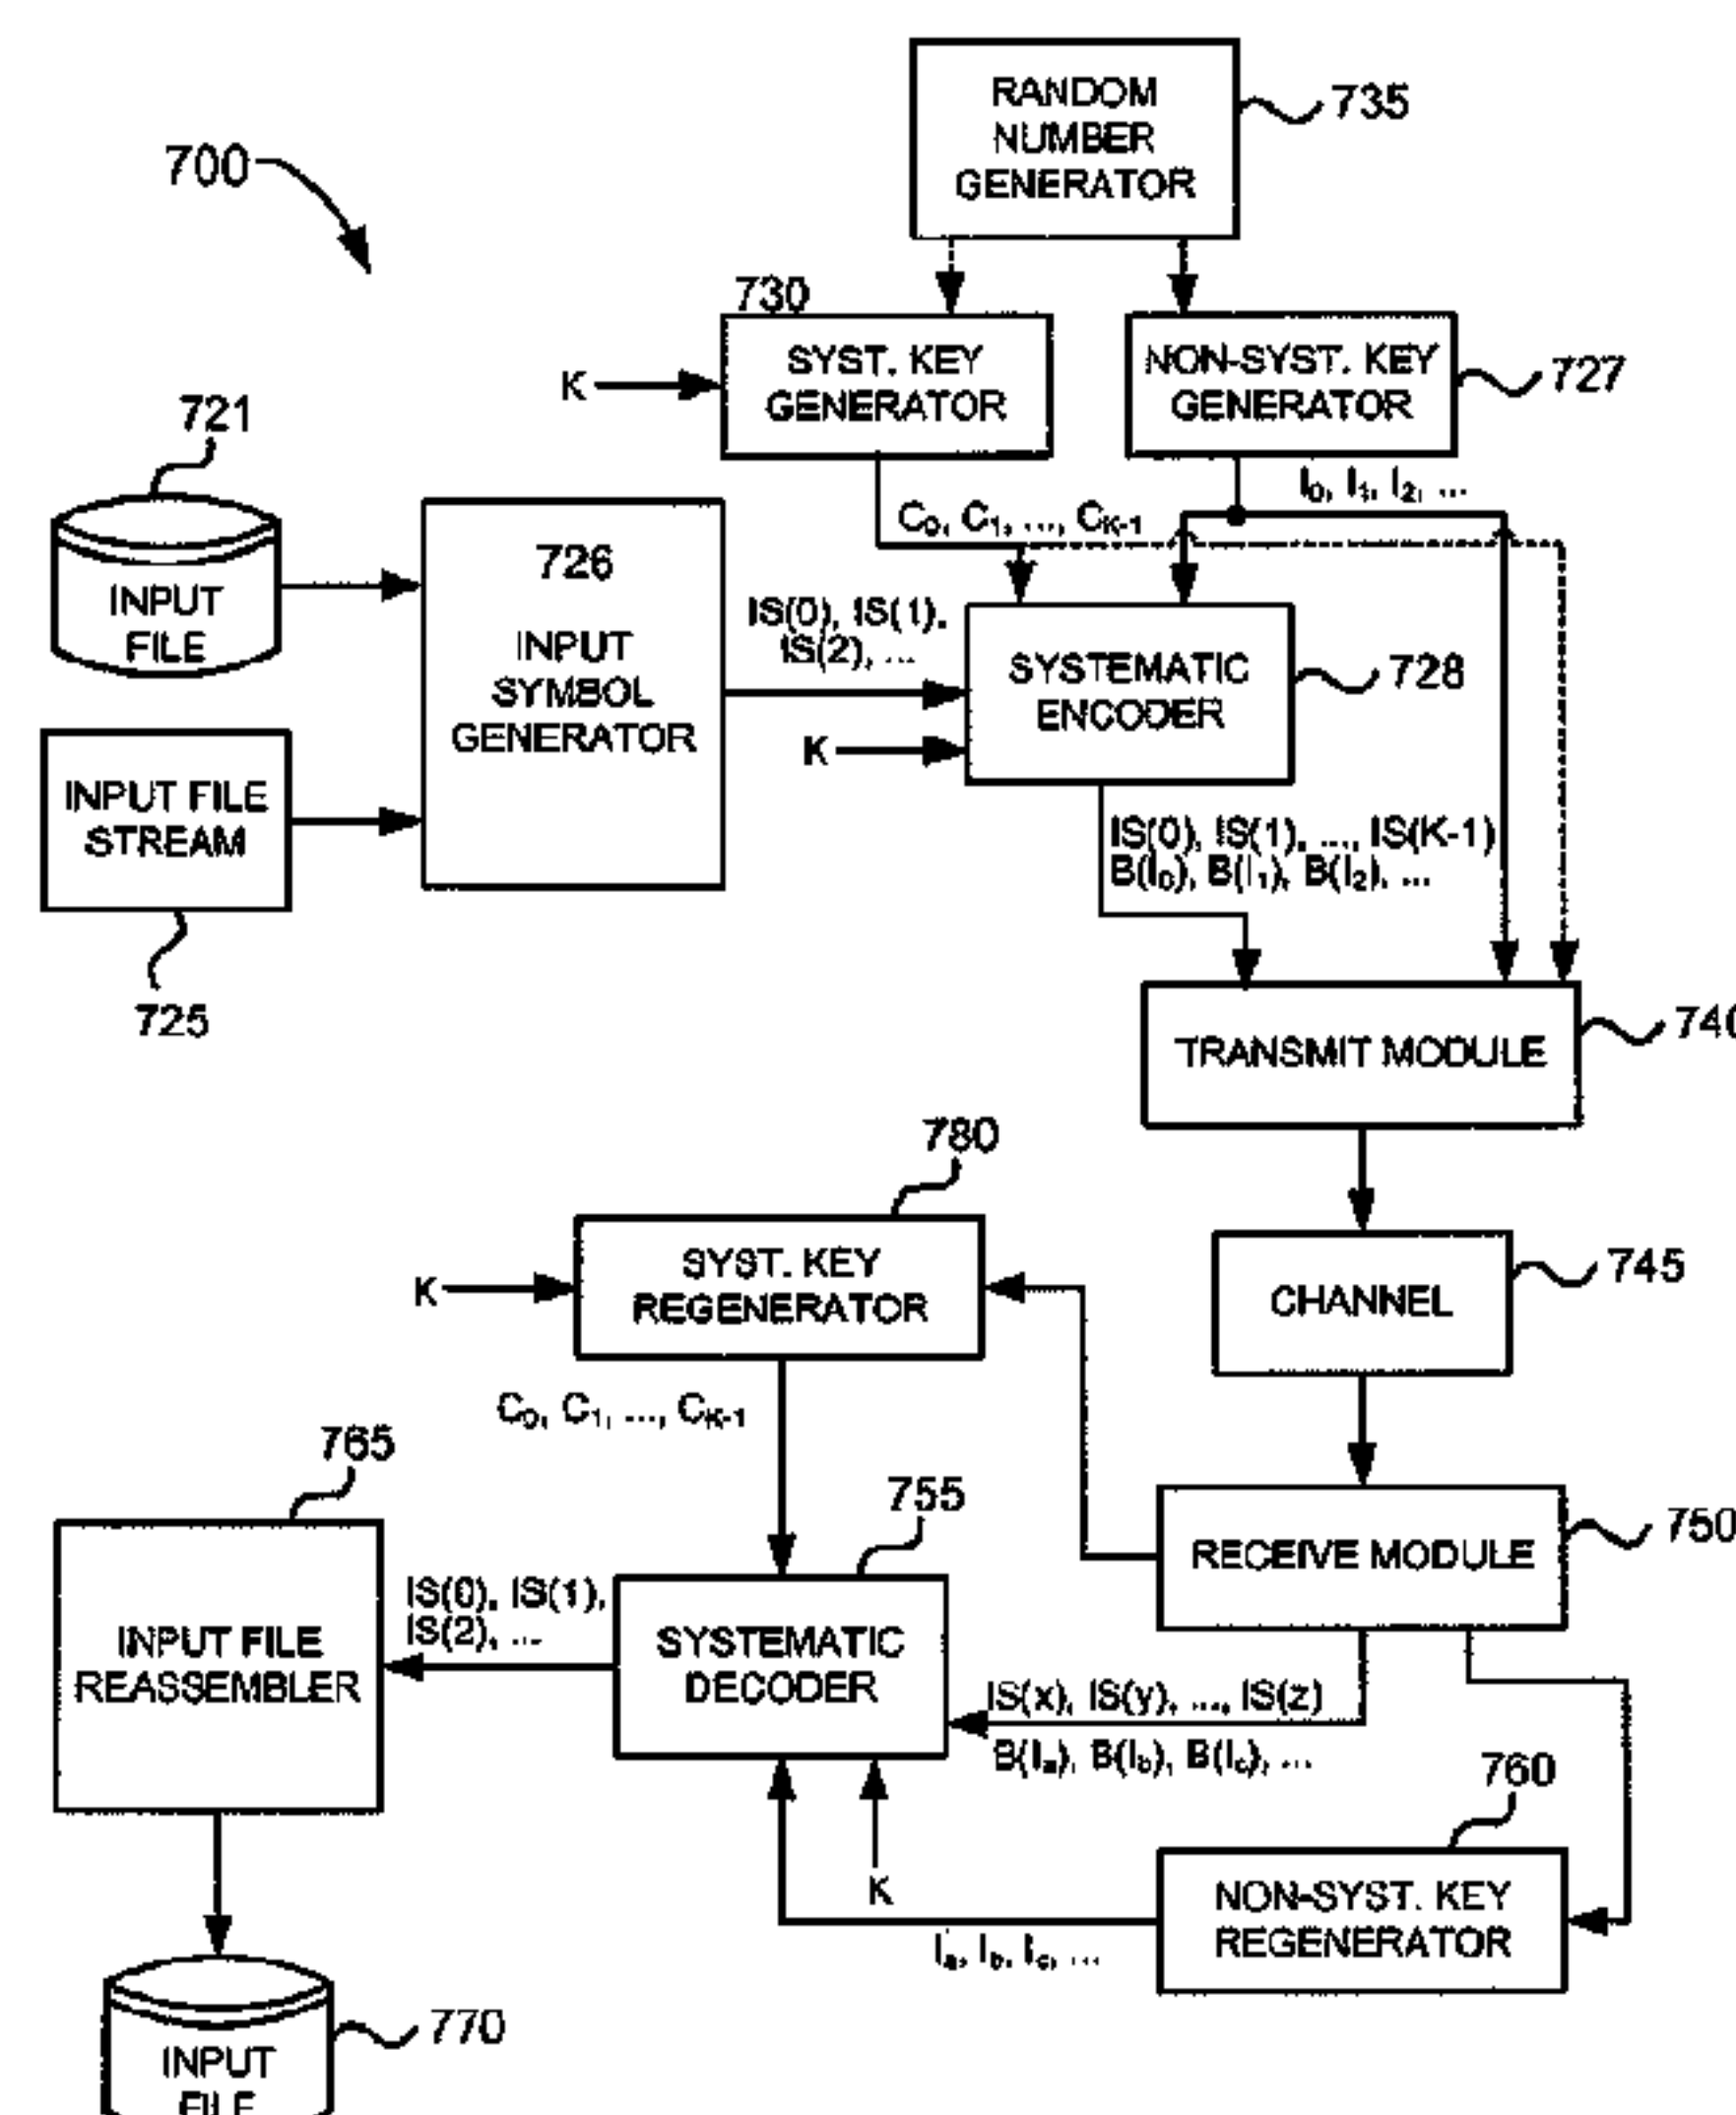 700
RANDOM
NUMBER
GENERATOR
735
730
SYST. KEY
GENERATOR
K
NON-SYST. KEY
GENERATOR
727
721
INPUT
FILE
C0, C1, ..., CK-1
I0, I1, I2, ...
726
INPUT
SYMBOL
GENERATOR
IS(0), IS(1),
IS(2), ...
K
SYSTEMATIC
ENCODER
728
INPUT FILE
STREAM
725
IS(0), IS(1), ..., IS(K-1)
B(I0), B(I1), B(I2), ...
TRANSMIT MODULE
740
780
SYST. KEY
REGENERATOR
K
CHANNEL
745
C0, C1, ..., CK-1
765
755
RECEIVE MODULE
750
INPUT FILE
REASSEMBLER
IS(0), IS(1),
IS(2), ...
SYSTEMATIC
DECODER
IS(x), IS(y), ..., IS(z)
B(Ia), B(Ib), B(Ic), ...
760
K
NON-SYST. KEY
REGENERATOR
Ia, Ib, Ic, ...
INPUT
FILE
770